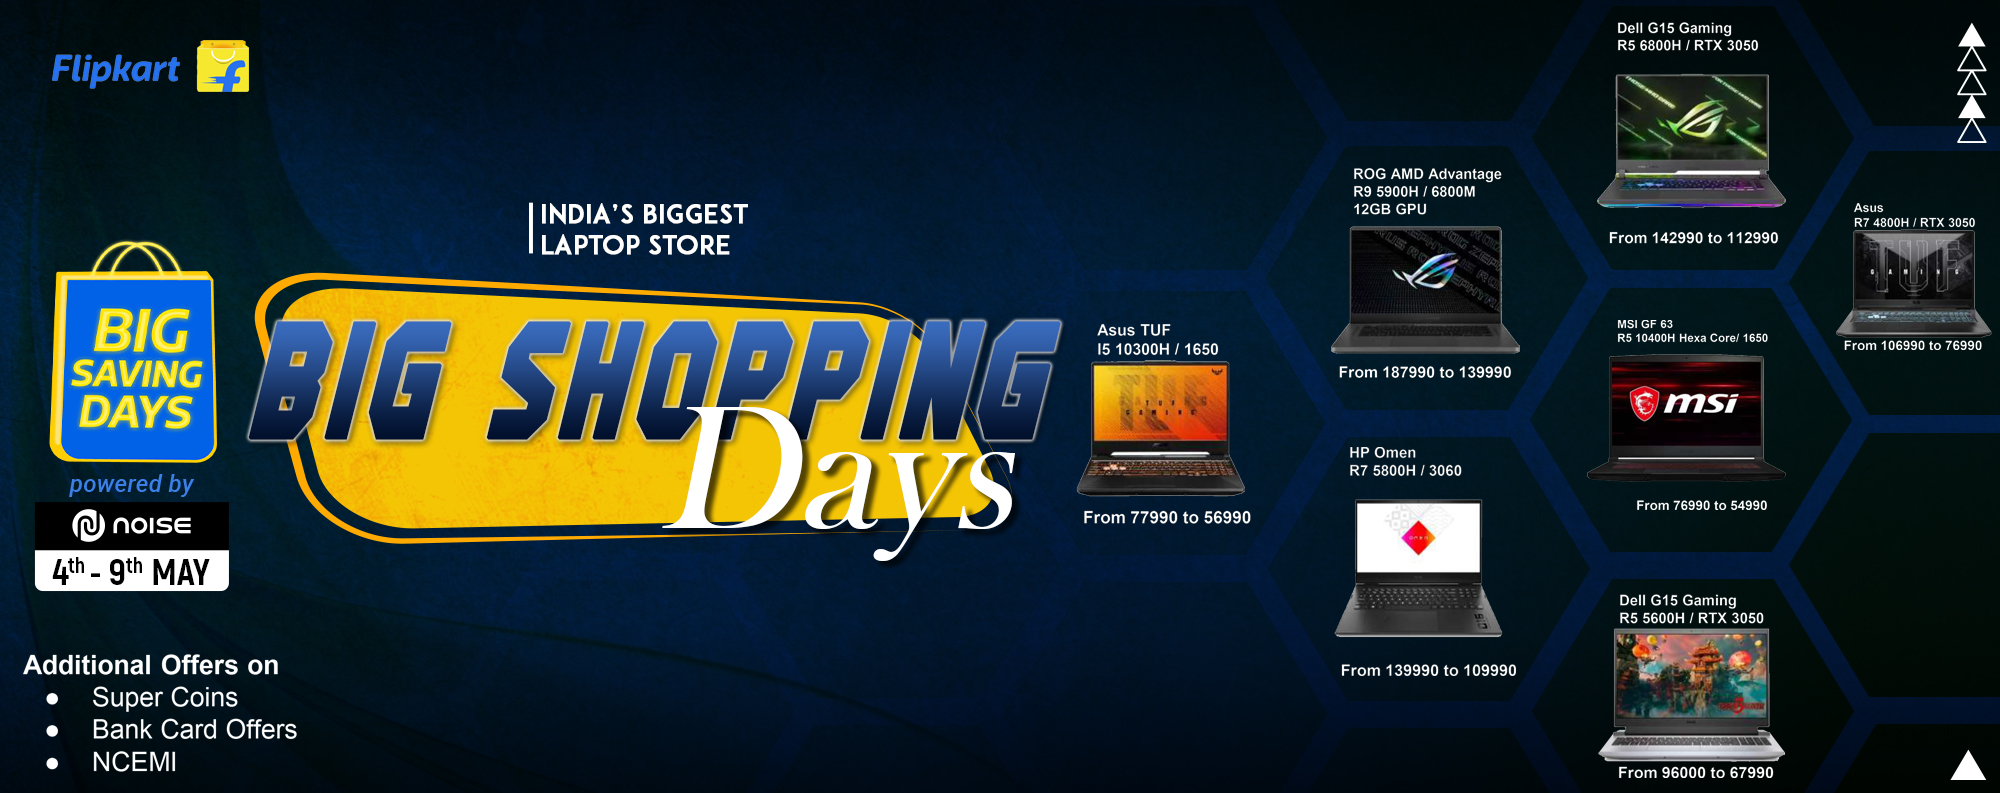 Flipkart
INDIA'S BIGGEST
LAPTOP STORE
BIG
SAVING
DAYS
powered by
NOISE
4th - 9th MAY
BIG SHOPPING
Days
Additional Offers on
● Super Coins
● Bank Card Offers
● NCEMI
Asus TUF
I5 10300H / 1650
TUF
GAMING
From 77990 to 56990
ROG AMD Advantage
R9 5900H / 6800M
12GB GPU
From 187990 to 139990
HP Omen
R7 5800H / 3060
From 139990 to 109990
Dell G15 Gaming
R5 6800H / RTX 3050
From 142990 to 112990
MSI GF 63
R5 10400H Hexa Core/ 1650
msi
From 76990 to 54990
Dell G15 Gaming
R5 5600H / RTX 3050
From 96000 to 67990
Asus
R7 4800H / RTX 3050
TUF
GAMING
From 106990 to 76990